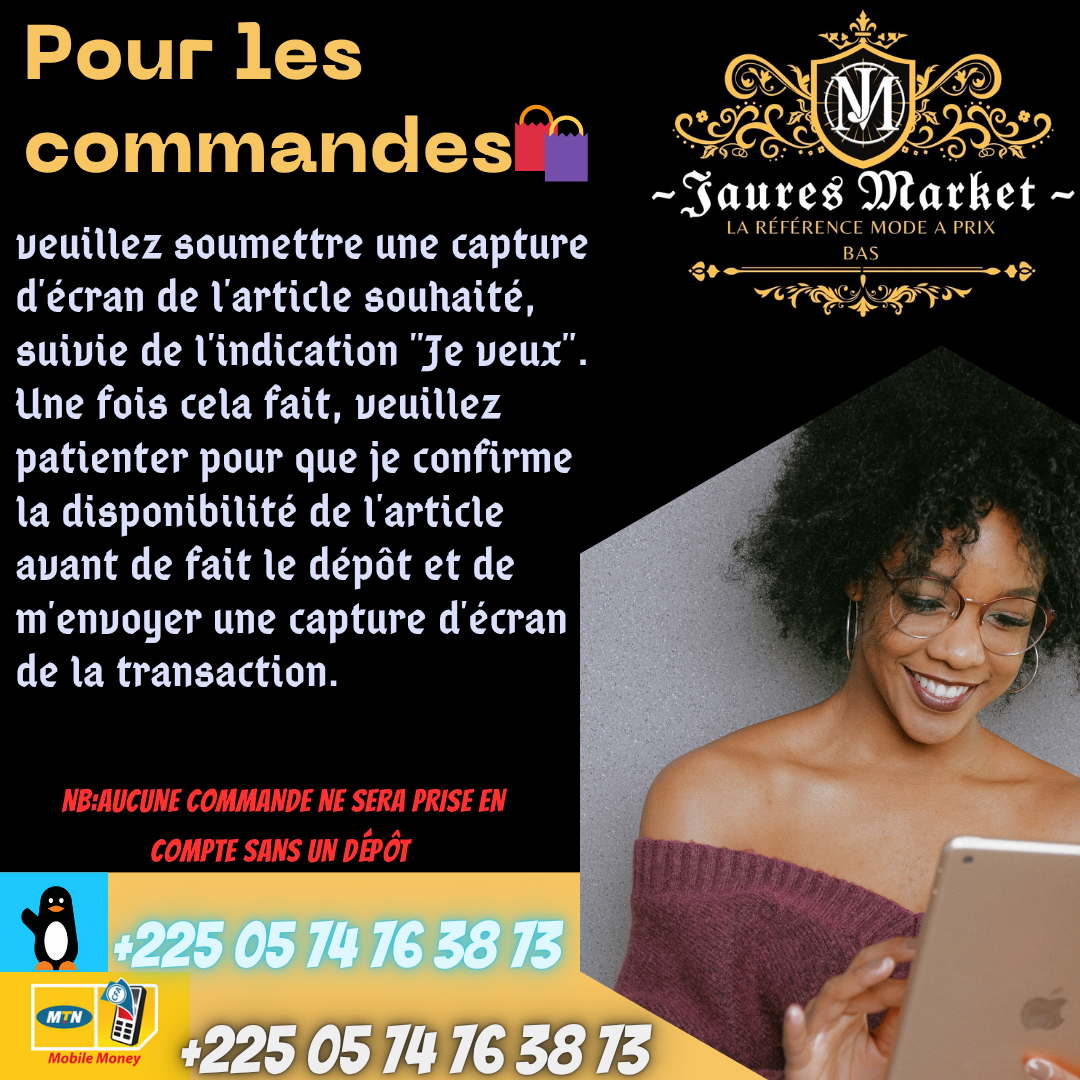 Pour les
commandes
JM
~Jaures Market ~
LA RÉFÉRENCE MODE A PRIX
BAS
veuillez soumettre une capture
d'écran de l'article souhaité,
suivie de l'indication "Je veux".
Une fois cela fait, veuillez
patienter pour que je confirme
la disponibilité de l'article
avant de fait le dépôt et de
m'envoyer une capture d'écran
de la transaction.
NB:AUCUNE COMMANDE NE SERA PRISE EN
COMPTE SANS UN DÉPÔT
+225 05 74 76 38 73
MTN
Mobile Money
+225 05 74 76 38 73